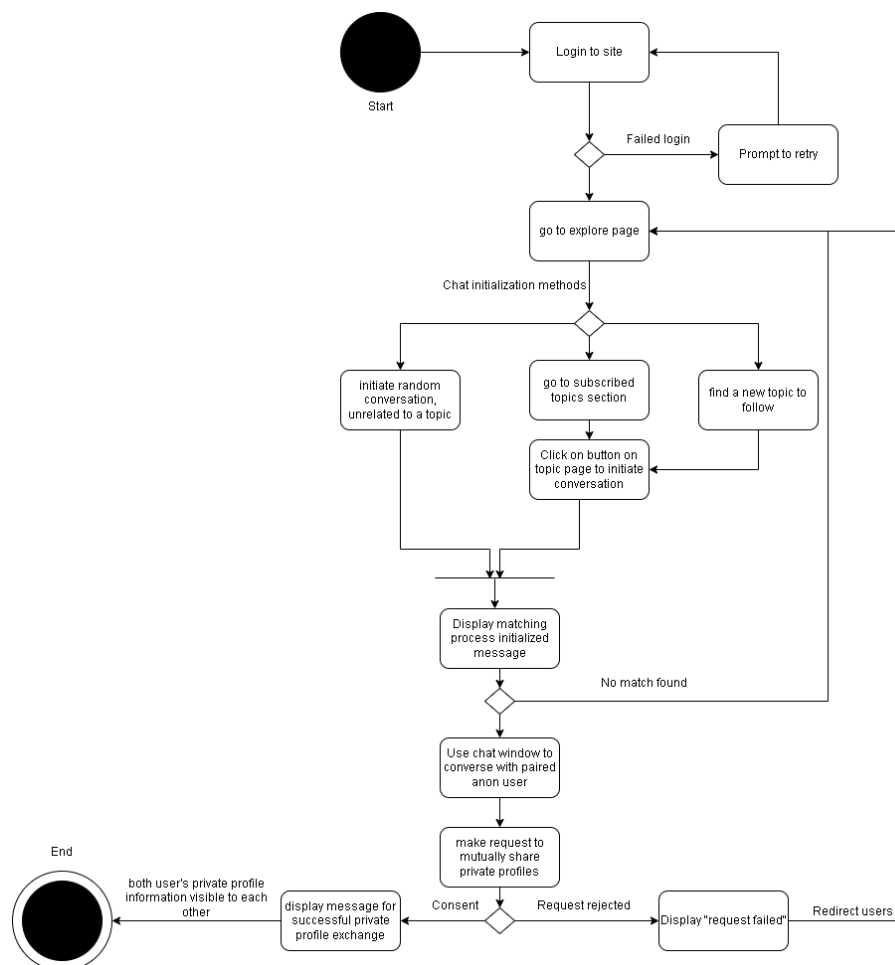 Login to site
Start
Failed login
Prompt to retry
go to explore page
Chat initialization methods
initiate random
conversation,
unrelated to a topic
go to subscribed
topics section
find a new topic to
follow
Click on button on
topic page to initiate
conversation
Display matching
process initialized
message
No match found
Use chat window to
converse with paired
anon user
make request to
mutually share
private profiles
End
both user's private profile
information visible to each
other
display message for
successful private
profile exchange
Consent
Request rejected
Display "request failed"
Redirect users